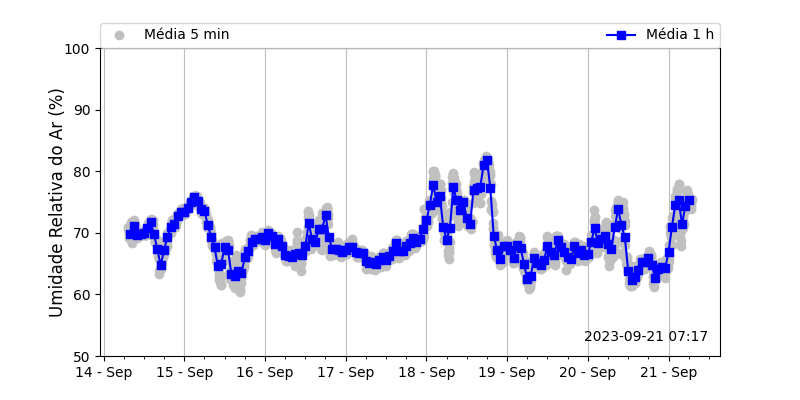 Média 5 min
Média 1 h
100
90
80
70
60
50
Umidade Relativa do Ar (%)
2023-09-21 07:17
14 - Sep
15 - Sep
16 - Sep
17 - Sep
18 - Sep
19 - Sep
20 - Sep
21 - Sep